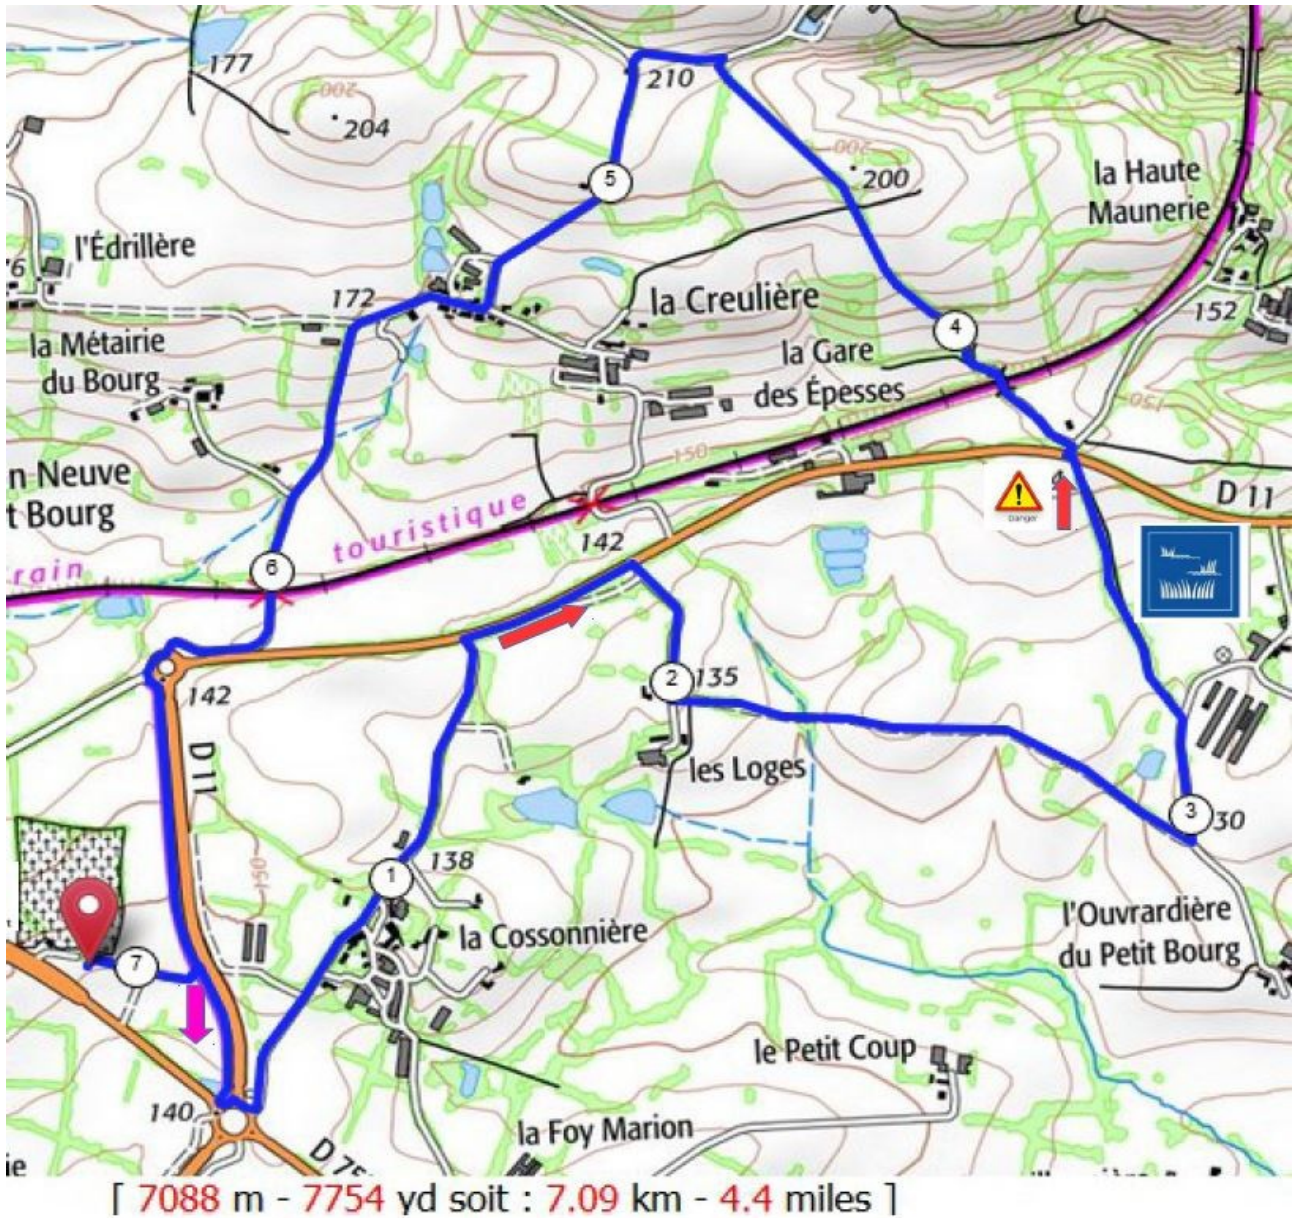 177
200
204
210
5
200
la Haute
Maunerie
l'Édrillère
172
la Creulière
4
152
la Métairie
du Bourg
la Gare
des Épesses
150
150
n Neuve
t Bourg
touristique
142
Danger
D 11
rain
6
142
2
135
D 11
les Loges
3
30
1
138
150
la Cossonnière
l'Ouvrardière
du Petit Bourg
7
le Petit Coup
140
la Foy Marion
D 75
ie
[ 7088 m - 7754 yd soit : 7.09 km - 4.4 miles ]